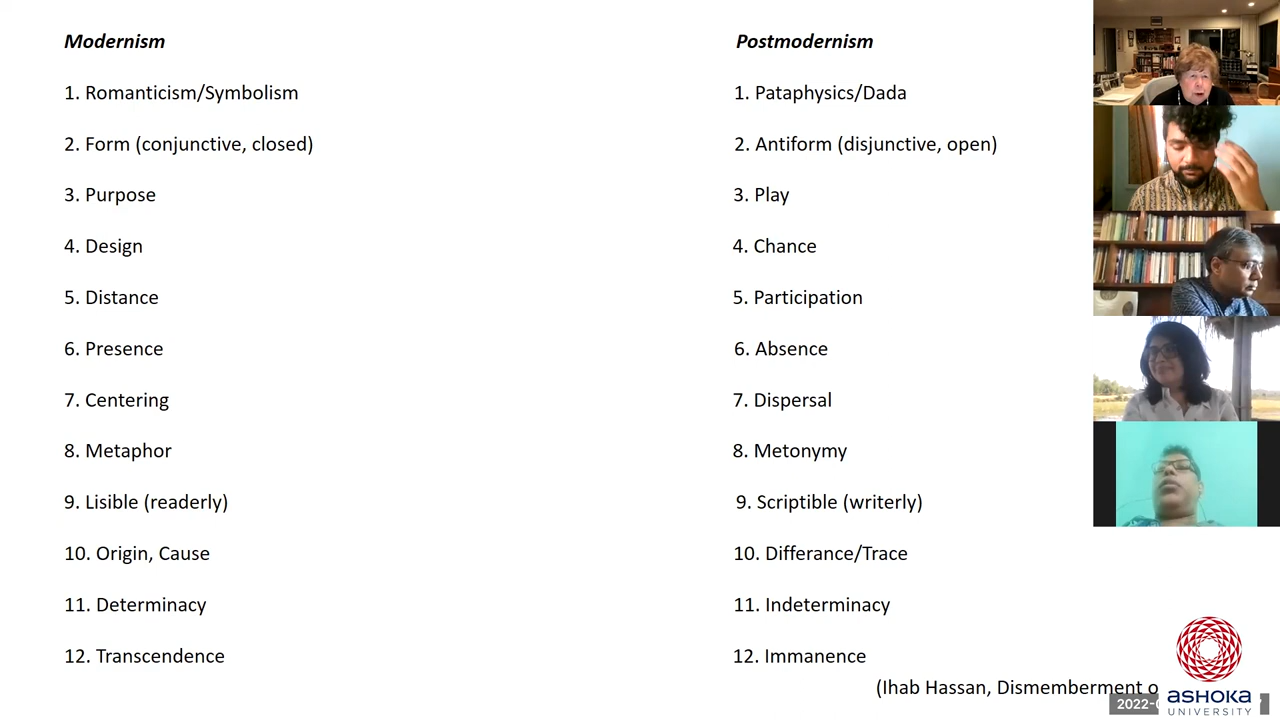 Modernism
Postmodernism
1. Romanticism/Symbolism
1. Pataphysics/Dada
2. Form (conjunctive, closed)
2. Antiform (disjunctive, open)
3. Purpose
3. Play
4. Design
4. Chance
5. Distance
5. Participation
6. Presence
6. Absence
7. Centering
7. Dispersal
8. Metaphor
8. Metonymy
9. Lisible (readerly)
9. Scriptible (writerly)
10. Origin, Cause
10. Differance/Trace
11. Determinacy
11. Indeterminacy
12. Transcendence
12. Immanence
(Ihab Hassan, Dismemberment o
ASHOKA
UNIVERSITY